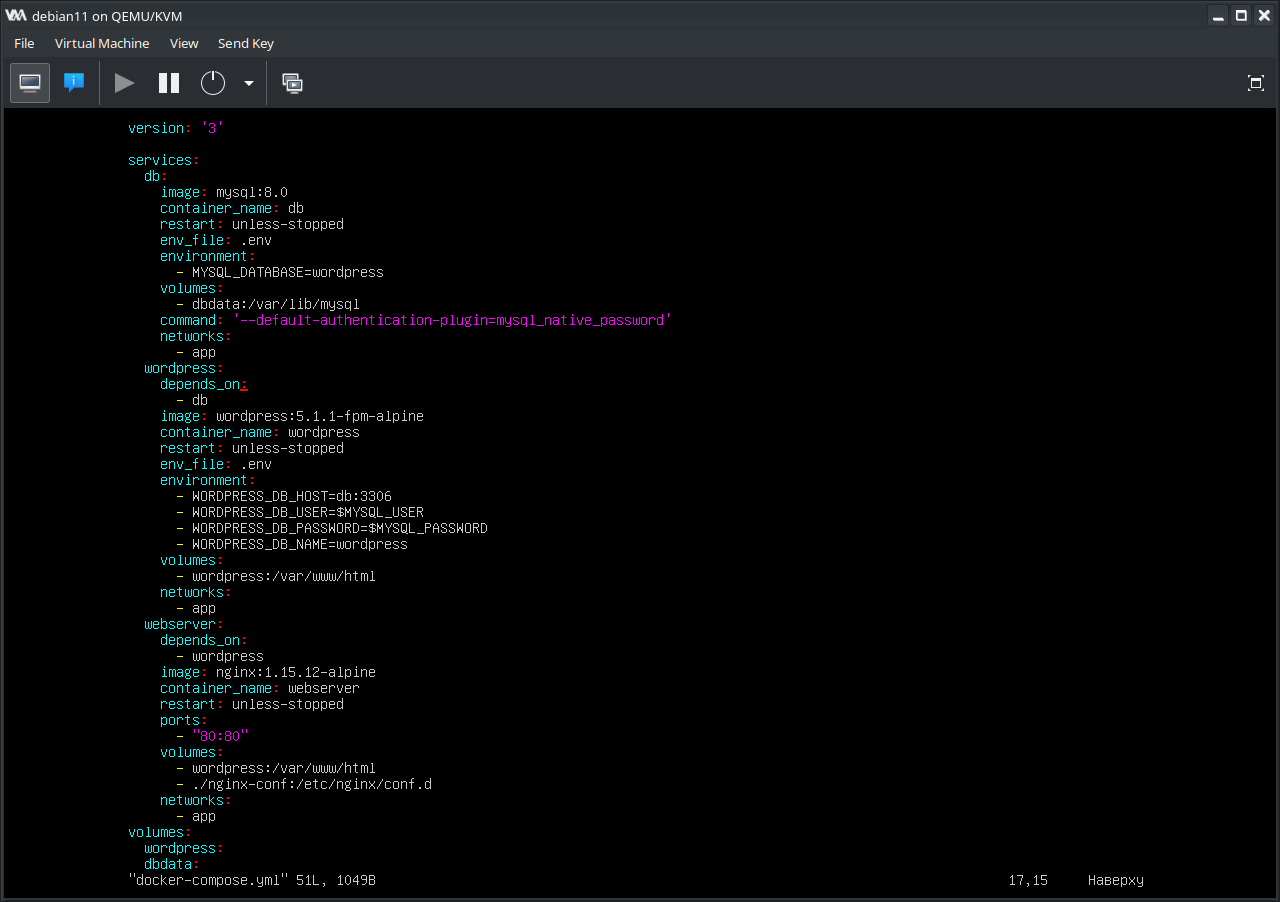 debian11 on QEMU/KVM
File Virtual Machine View Send Key
version: '3'
services:
db:
image: mysql:8.0
container_name: db
restart: unless-stopped
env_file: .env
environment:
- MYSQL_DATABASE=wordpress
volumes:
- dbdata:/var/lib/mysql
command: '--default-authentication-plugin=mysql_native_password'
networks:
- app
wordpress:
depends_on:
- db
image: wordpress:5.1.1-fpm-alpine
container_name: wordpress
restart: unless-stopped
env_file: .env
environment:
- WORDPRESS_DB_HOST=db:3306
- WORDPRESS_DB_USER=$MYSQL_USER
- WORDPRESS_DB_PASSWORD=$MYSQL_PASSWORD
- WORDPRESS_DB_NAME=wordpress
volumes:
- wordpress:/var/www/html
networks:
- app
webserver:
depends_on:
- wordpress
image: nginx:1.15.12-alpine
container_name: webserver
restart: unless-stopped
ports:
- "80:80"
volumes:
- wordpress:/var/www/html
- ./nginx-conf:/etc/nginx/conf.d
networks:
- app
volumes:
wordpress:
dbdata:
"docker-compose.yml" 51L, 1049B 17,15 Наверху